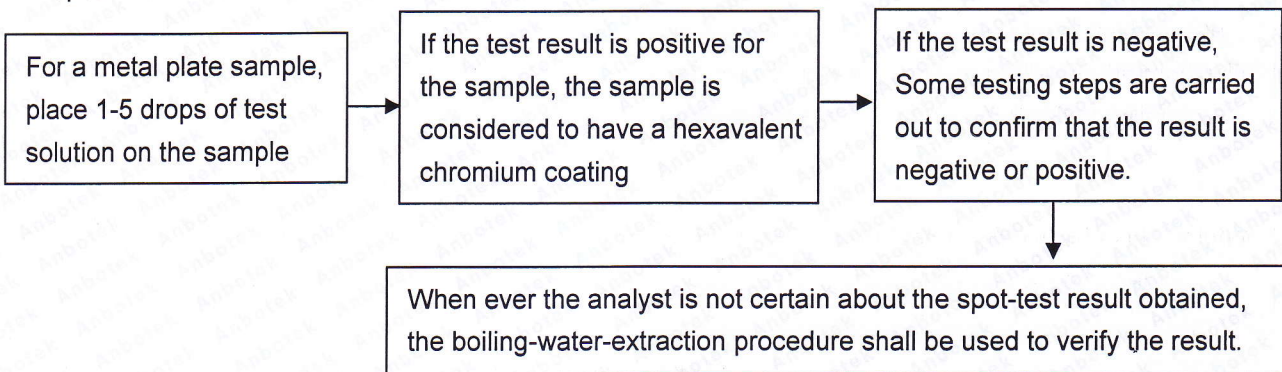 For a metal plate sample,
place 1-5 drops of test
solution on the sample
If the test result is positive for
the sample, the sample is
considered to have a hexavalent
chromium coating
If the test result is negative,
Some testing steps are carried
out to confirm that the result is
negative or positive.
When ever the analyst is not certain about the spot-test result obtained,
the boiling-water-extraction procedure shall be used to verify the result.